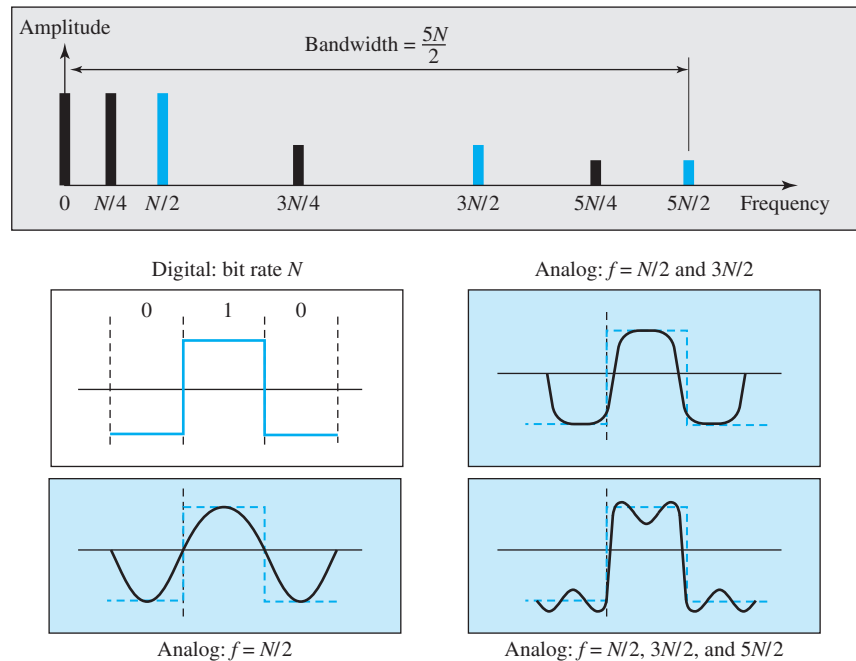 Amplitude
Bandwidth = 5N/2
0 N/4 N/2 3N/4 3N/2 5N/4 5N/2 Frequency
Digital: bit rate N
0 1 0
Analog: f = N/2 and 3N/2
Analog: f = N/2
Analog: f = N/2, 3N/2, and 5N/2